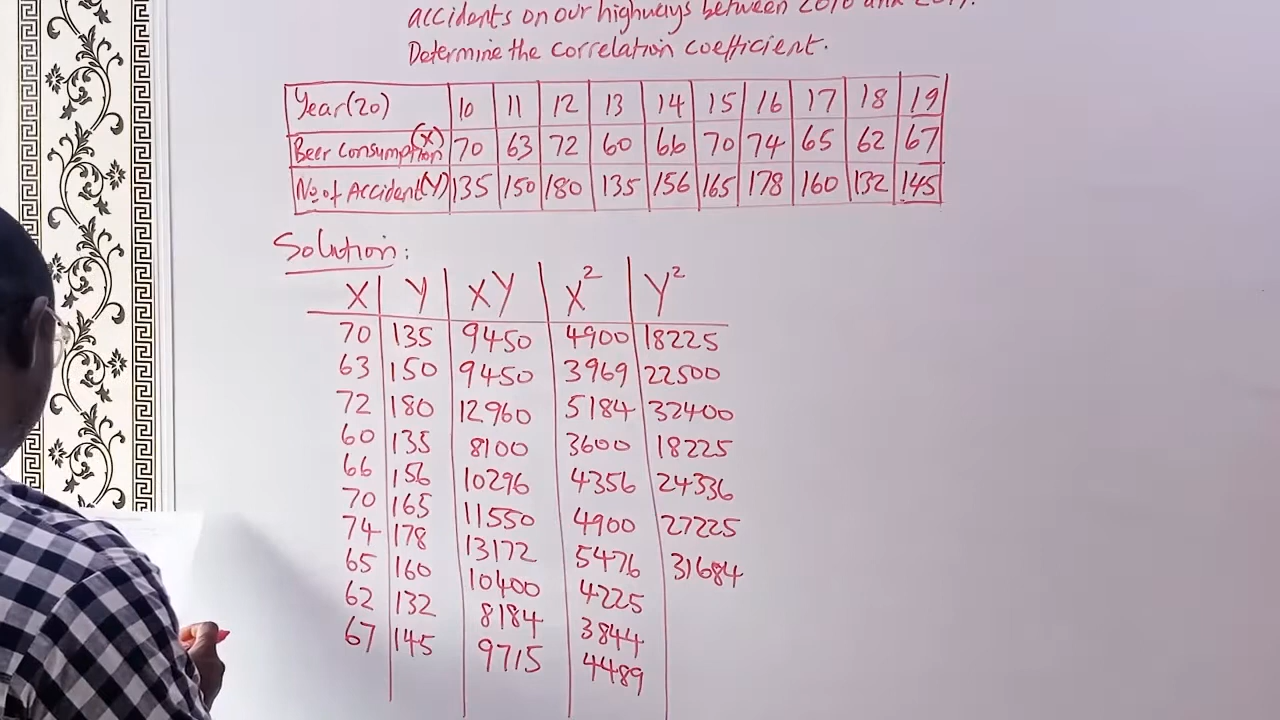 accidents on our highways between 2010 and
Determine the correlation coefficient.
Year(20) 10 11 12 13 14 15 16 17 18 19
Beer Consumption (X) 70 63 72 60 66 70 74 65 62 67
No of Accident(Y) 135 150 180 135 156 165 178 160 132 145
Solution:
X Y XY X² Y²
70 135 9450 4900 18225
63 150 9450 3969 22500
72 180 12960 5184 32400
60 135 8100 3600 18225
66 156 10296 4356 24336
70 165 11550 4900 27225
74 178 13172 5476 31684
65 160 10400 4225
62 132 8184 3844
67 145 9715 4489